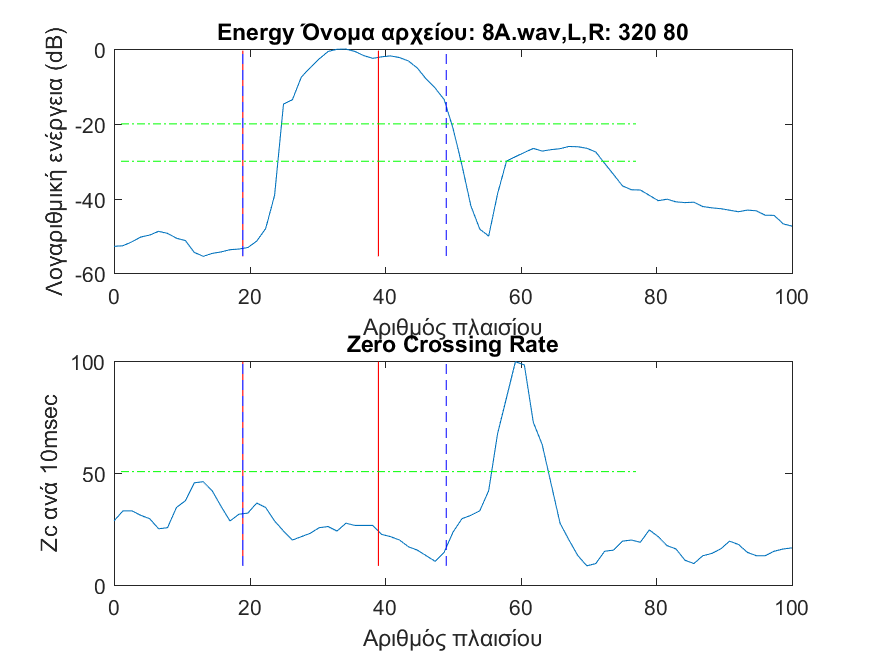 Energy Όνομα αρχείου: 8A.wav,L,R: 320 80
Λογαριθμική ενέργεια (dB)
0
-20
-40
-60
0 20 40 60 80 100
Αριθμός πλαισίου
Zero Crossing Rate
Zc ανά 10msec
100
50
0
0 20 40 60 80 100
Αριθμός πλαισίου